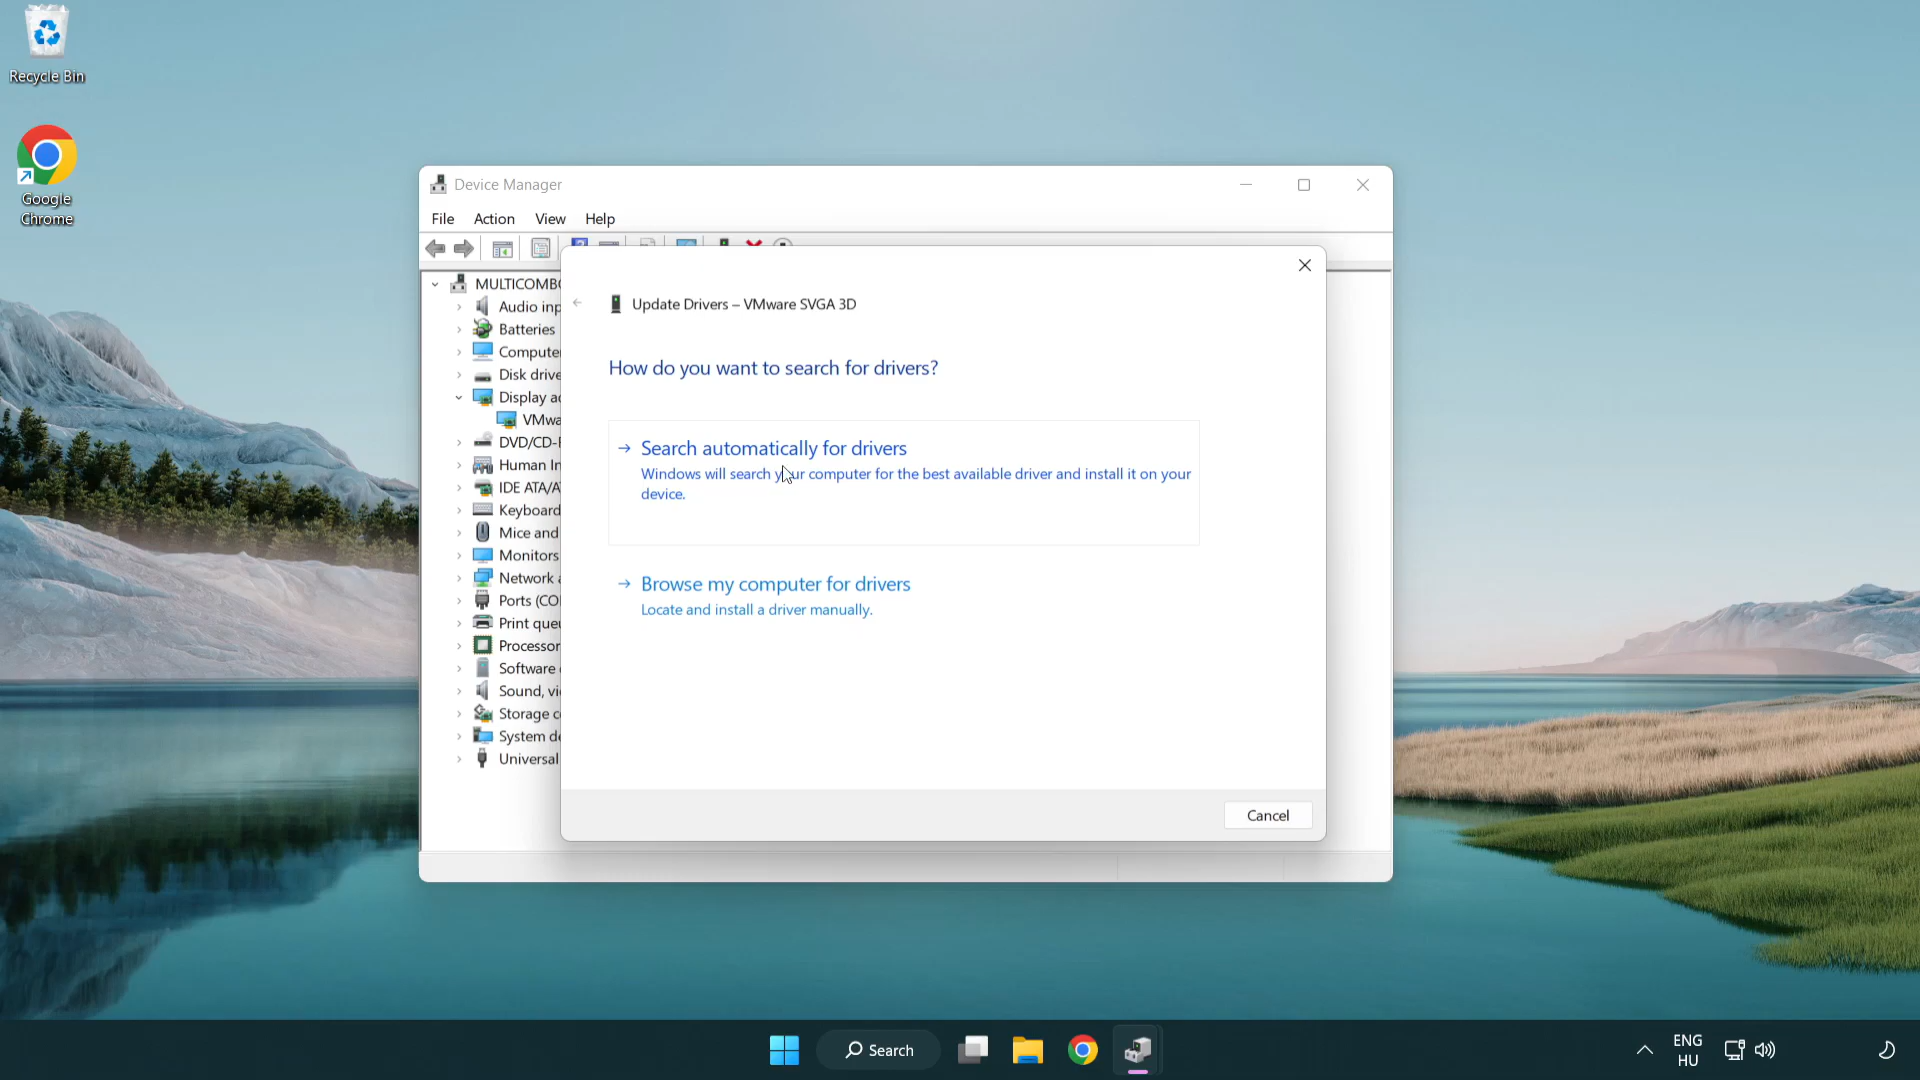 Recycle Bin
Google
Chrome
Device Manager
File Action View Help
MULTICOMBO
Audio inp
Batteries
Compute
Disk drive
Display a
VMwa
DVD/CD-
Human In
IDE ATA/A
Keyboard
Mice and
Monitors
Network a
Ports (CO
Print que
Processor
Software
Sound, vi
Storage c
System de
Universal
Update Drivers – VMware SVGA 3D
How do you want to search for drivers?
Search automatically for drivers
Windows will search your computer for the best available driver and install it on your
device.
Browse my computer for drivers
Locate and install a driver manually.
Cancel
Search
ENG
HU